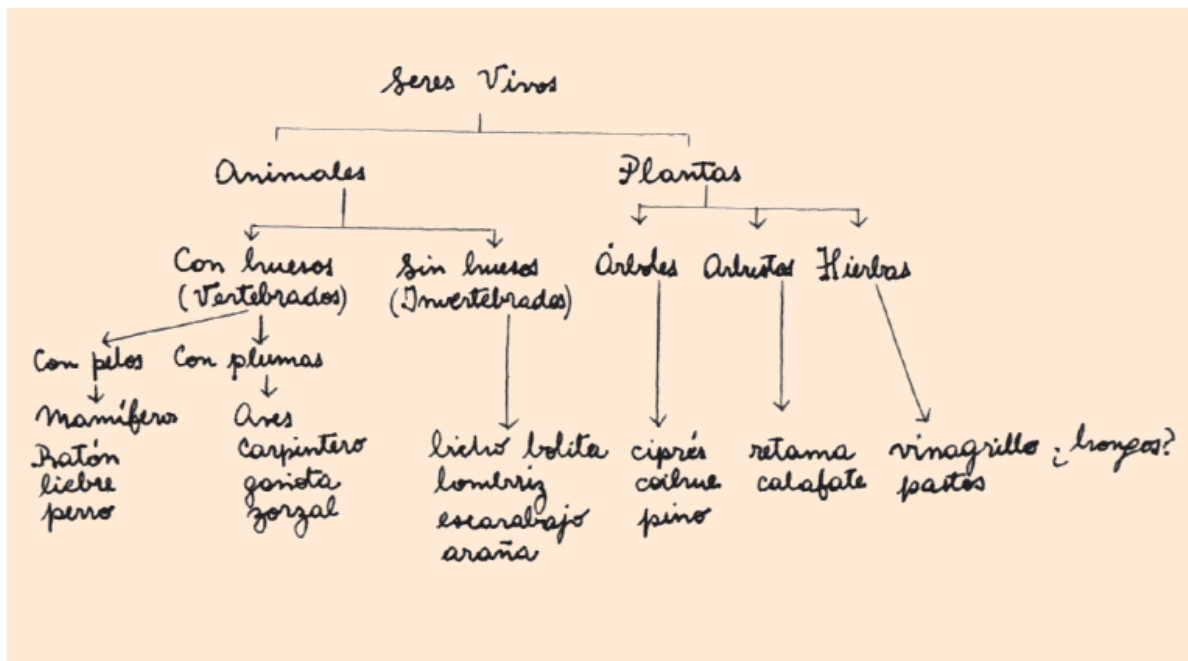 Seres Vivos
Animales
Plantas
Con huesos
(Vertebrados)
Sin huesos
(Invertebrados)
Árboles
Arbustos
Hierbas
Con pelos
Con plumas
Mamíferos
Ratón
liebre
perro
Aves
carpintero
gaviota
zorzal
bicho bolita
lombriz
escarabajo
araña
ciprés
coihue
pino
retama
calafate
vinagrillo
pastos
¿hongos?